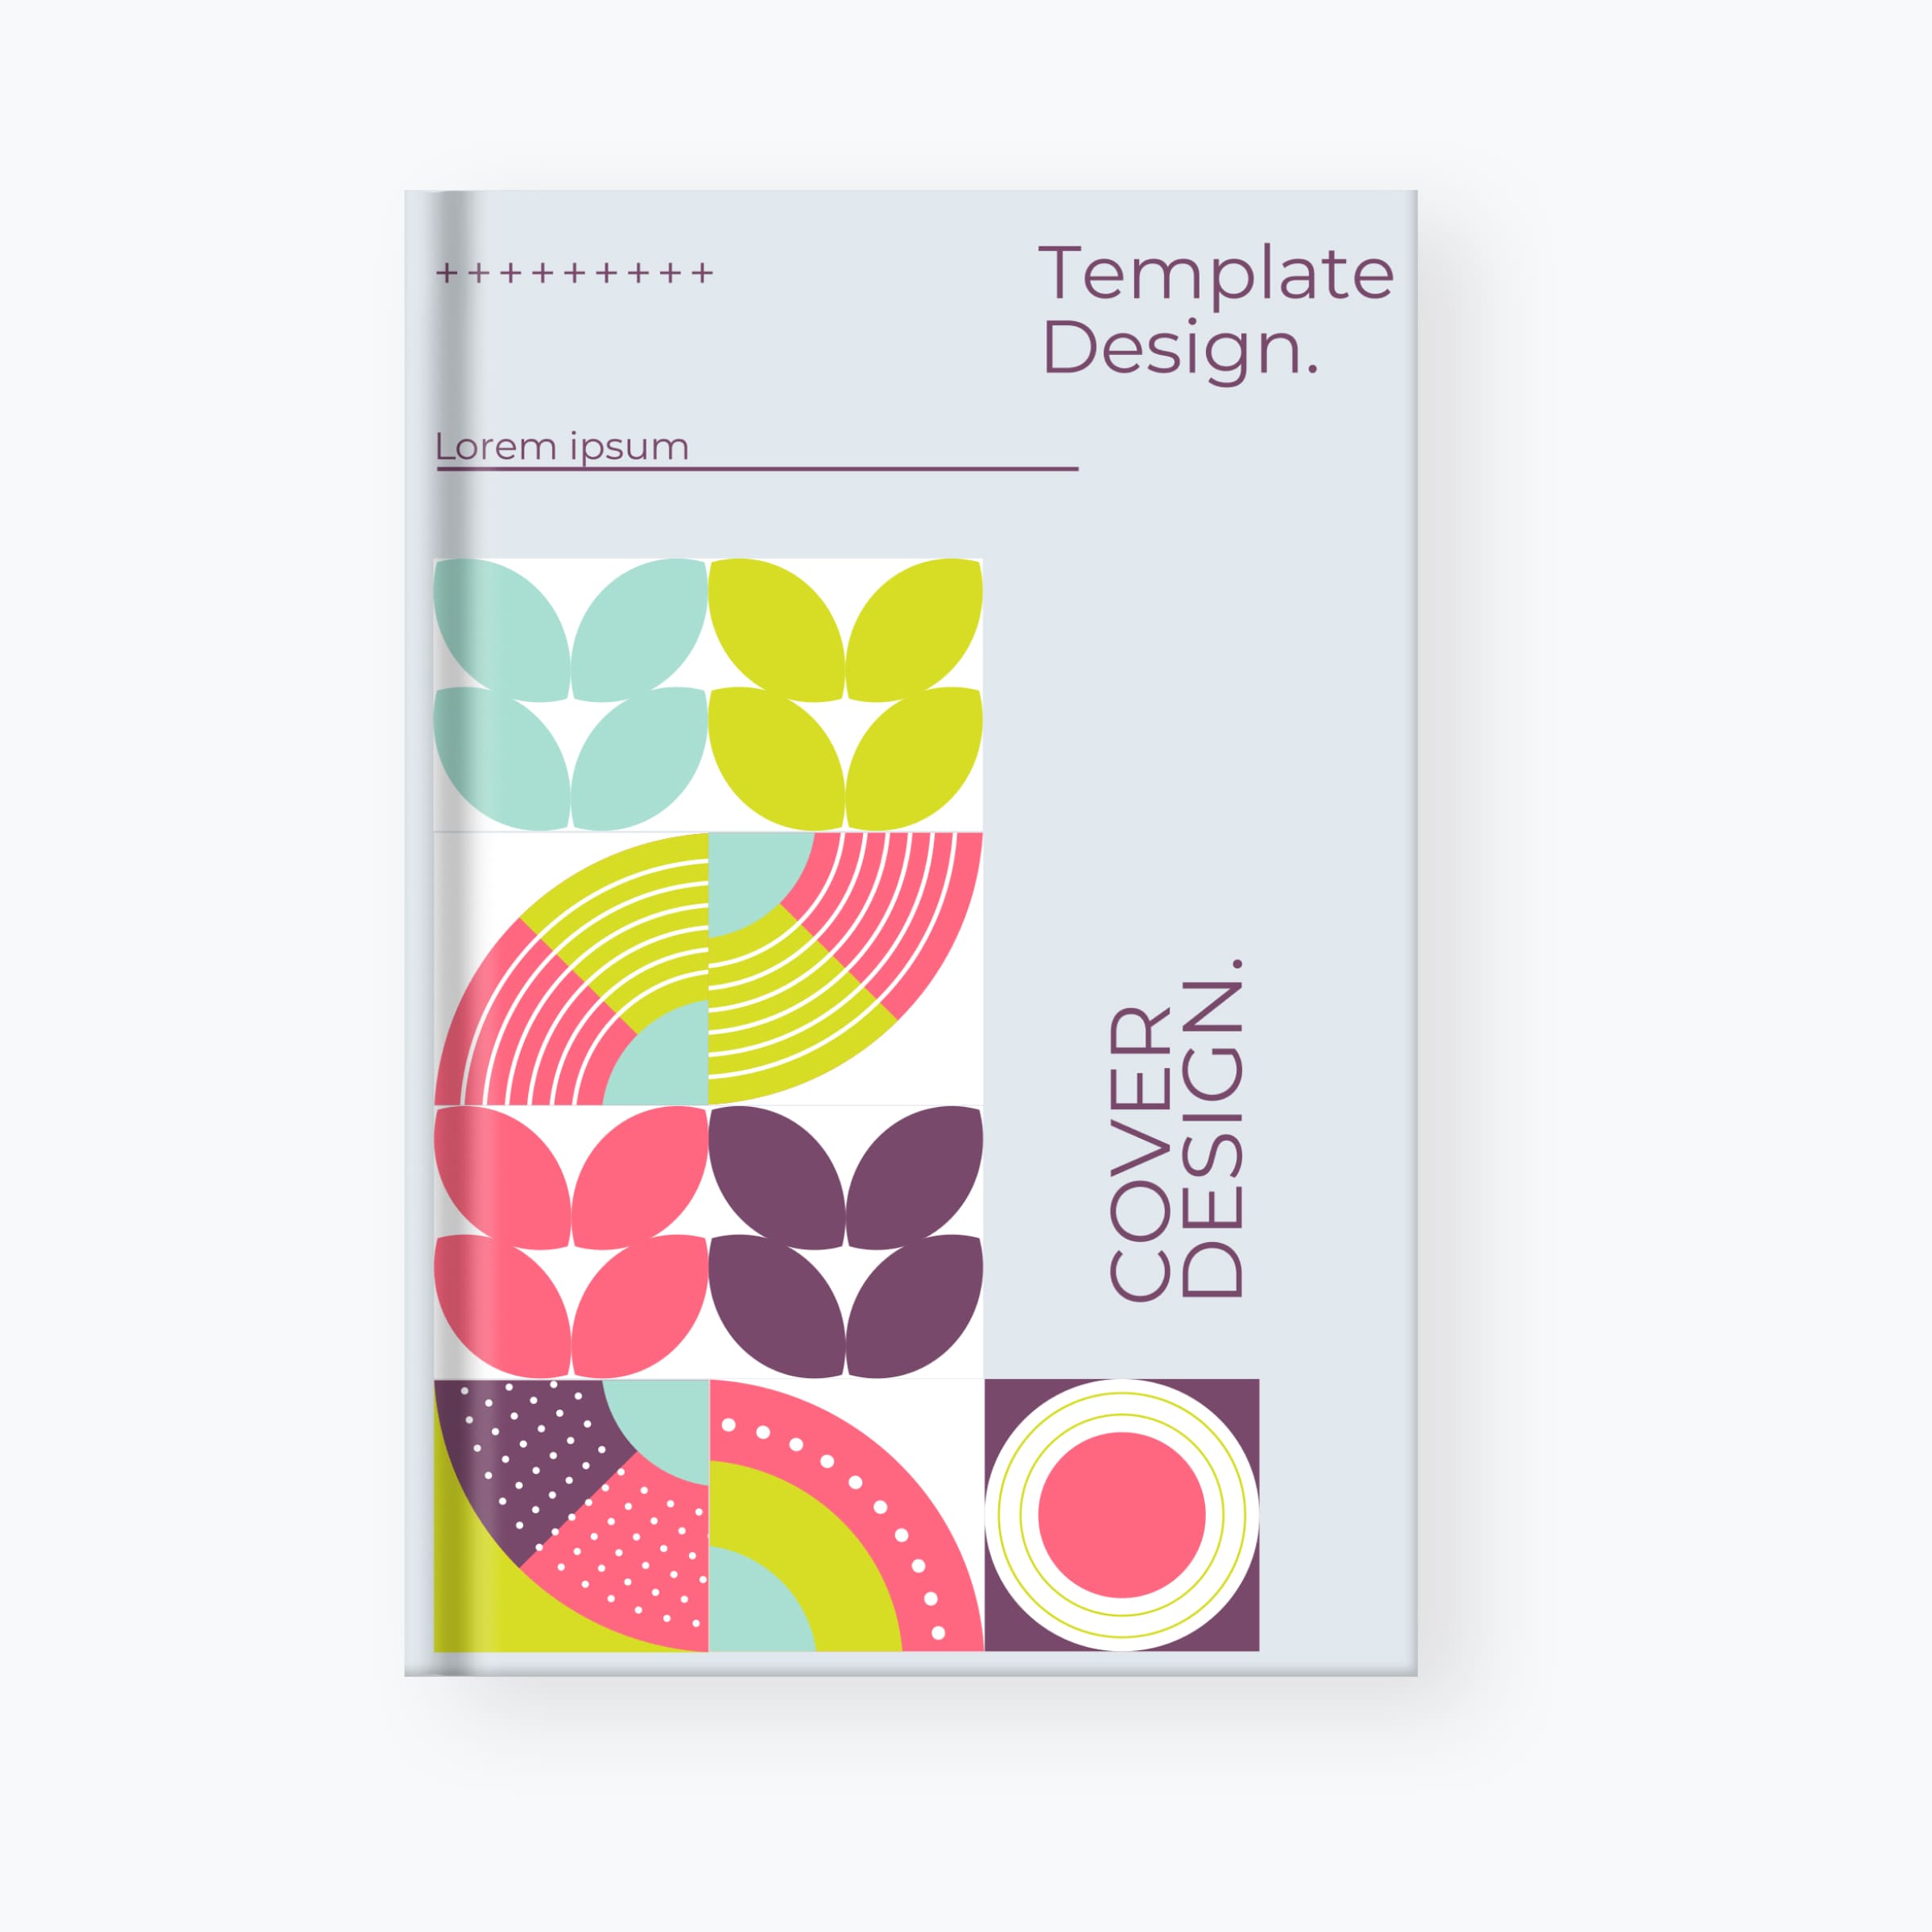 + + + + + + + + +
Template
Design.
Lorem ipsum
COVER
DESIGN.